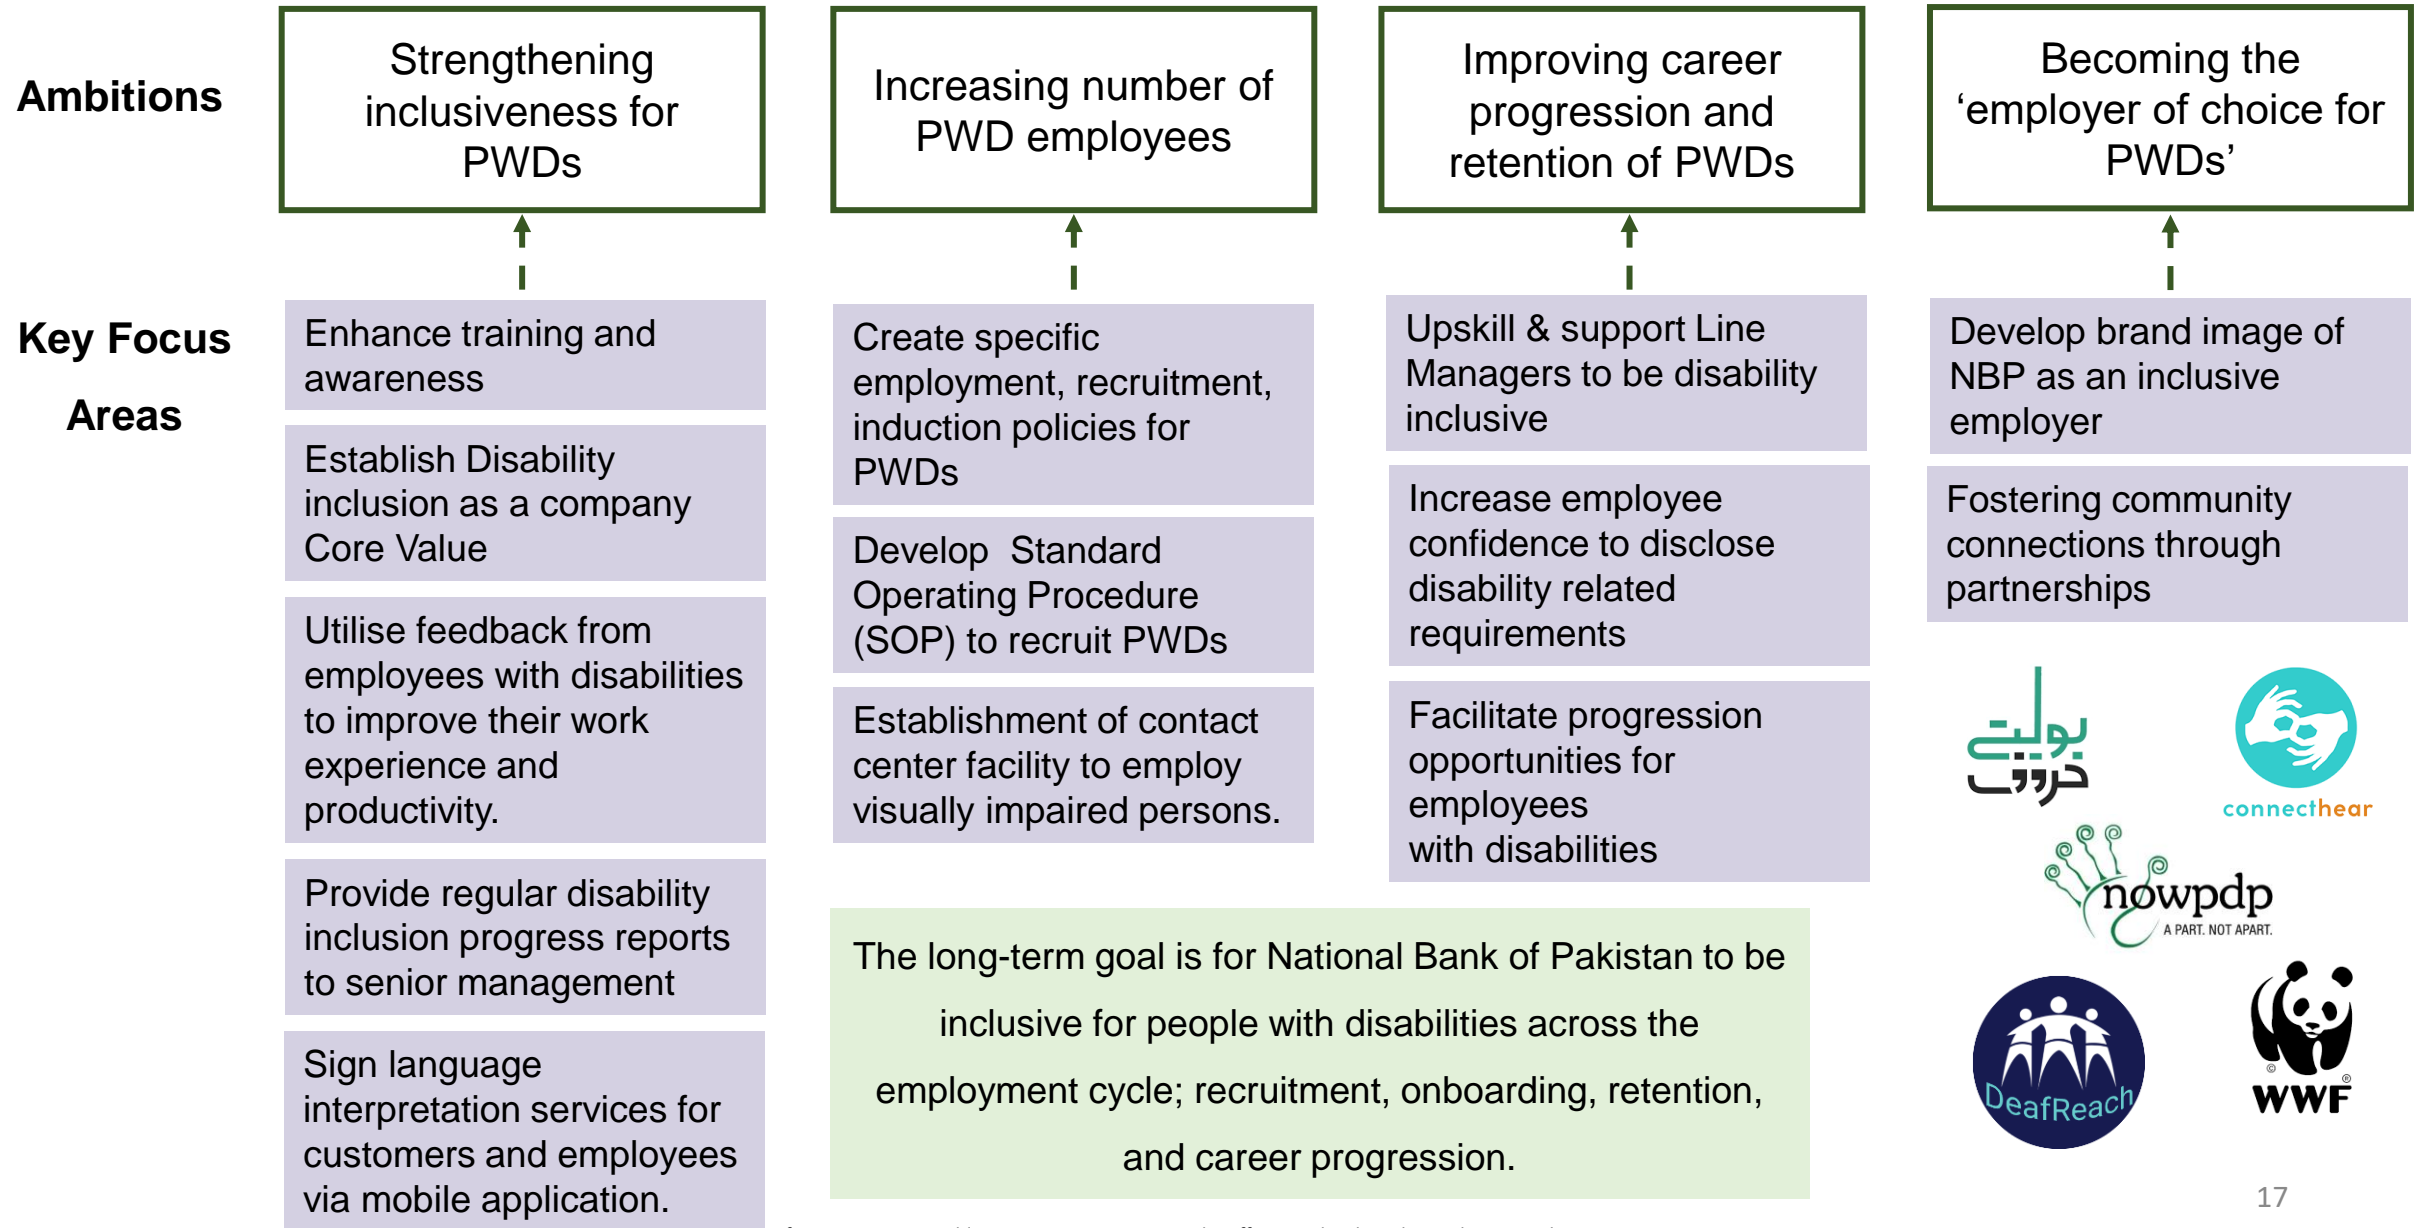 Ambitions
Strengthening
inclusiveness for
PWDs
Increasing number of
PWD employees
Improving career
progression and
retention of PWDs
Becoming the
‘employer of choice for
PWDs’
Key Focus
Areas
Enhance training and
awareness
Establish Disability
inclusion as a company
Core Value
Utilise feedback from
employees with disabilities
to improve their work
experience and
productivity.
Provide regular disability
inclusion progress reports
to senior management
Sign language
interpretation services for
customers and employees
via mobile application.
Create specific
employment, recruitment,
induction policies for
PWDs
Develop  Standard
Operating Procedure
(SOP) to recruit PWDs
Establishment of contact
center facility to employ
visually impaired persons.
Upskill & support Line
Managers to be disability
inclusive
Increase employee
confidence to disclose
disability related
requirements
Facilitate progression
opportunities for
employees
with disabilities
Develop brand image of
NBP as an inclusive
employer
Fostering community
connections through
partnerships
بولتے
حروف
connecthear
nowpdp
A PART. NOT APART.
DeafReach
©
®
WWF
The long-term goal is for National Bank of Pakistan to be
inclusive for people with disabilities across the
employment cycle; recruitment, onboarding, retention,
and career progression.
17